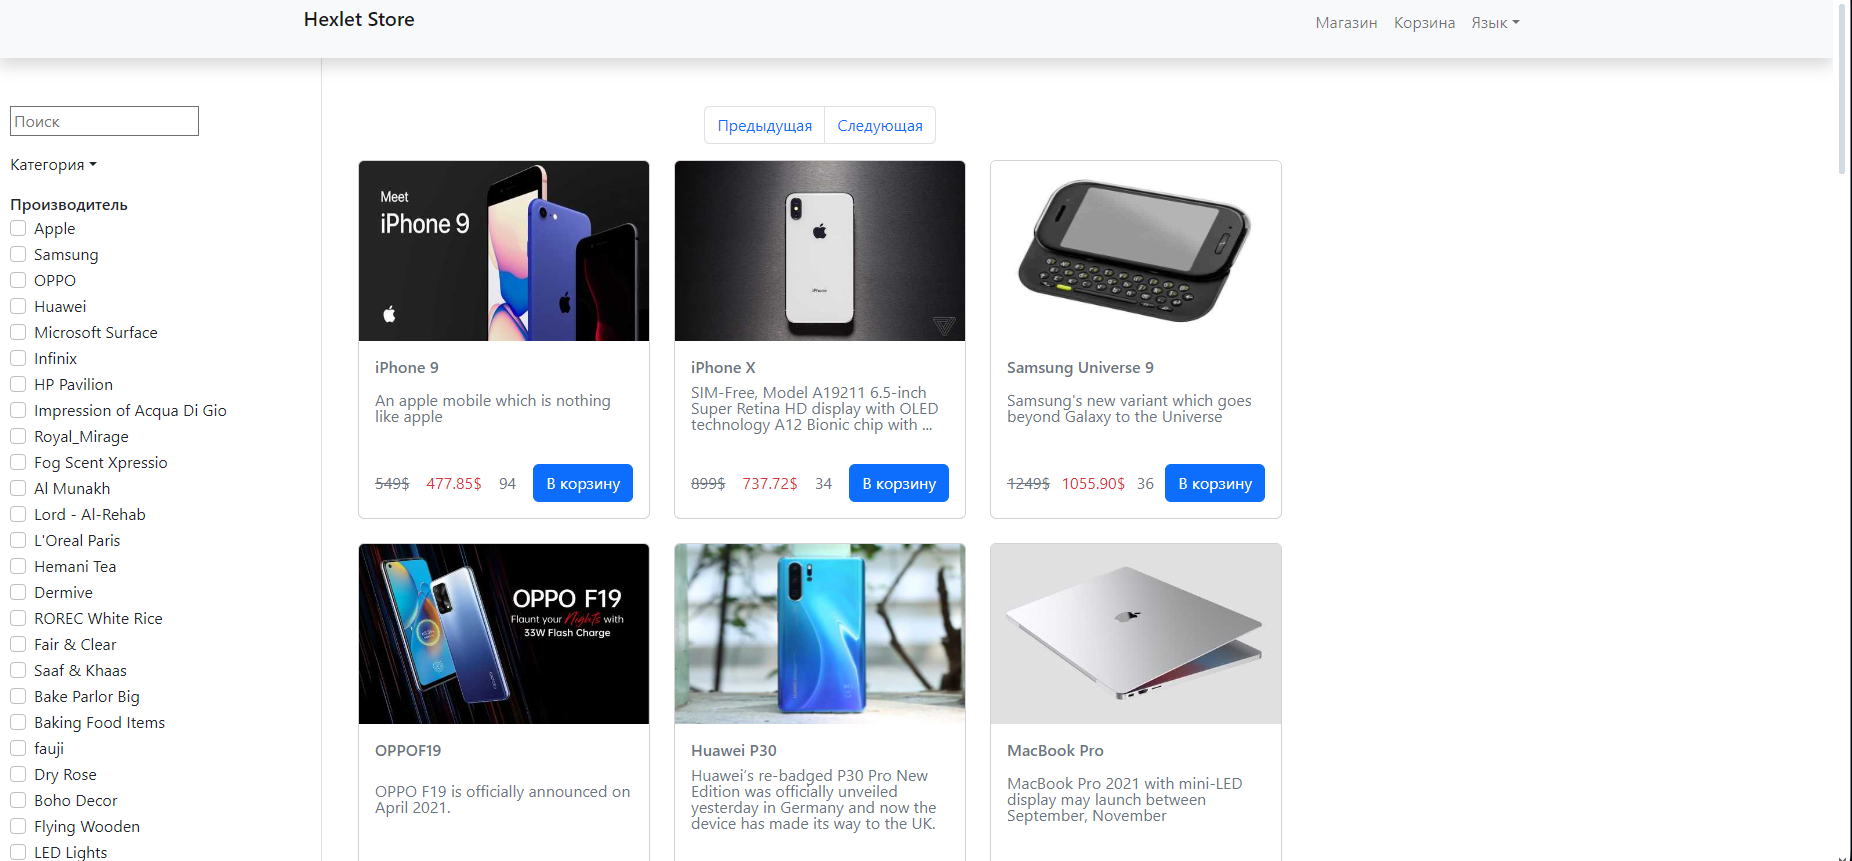 Hexlet Store
Магазин Корзина Язык
Поиск
Категория
Производитель
Apple
Samsung
OPPO
Huawei
Microsoft Surface
Infinix
HP Pavilion
Impression of Acqua Di Gio
Royal_Mirage
Fog Scent Xpressio
Al Munakh
Lord - Al-Rehab
L'Oreal Paris
Hemani Tea
Dermive
ROREC White Rice
Fair & Clear
Saaf & Khaas
Bake Parlor Big
Baking Food Items
fauji
Dry Rose
Boho Decor
Flying Wooden
LED Lights
Предыдущая Следующая
Meet
iPhone 9
iPhone 9
An apple mobile which is nothing
like apple
549$ 477.85$ 94 В корзину
iPhone
iPhone X
SIM-Free, Model A19211 6.5-inch
Super Retina HD display with OLED
technology A12 Bionic chip with ...
899$ 737.72$ 34 В корзину
Samsung Universe 9
Samsung's new variant which goes
beyond Galaxy to the Universe
1249$ 1055.90$ 36 В корзину
OPPO F19
Flaunt your Nights with
33W Flash Charge
OPPOF19
OPPO F19 is officially announced on
April 2021.
Huawei P30
Huawei's re-badged P30 Pro New
Edition was officially unveiled
yesterday in Germany and now the
device has made its way to the UK.
MacBook Pro
MacBook Pro 2021 with mini-LED
display may launch between
September, November